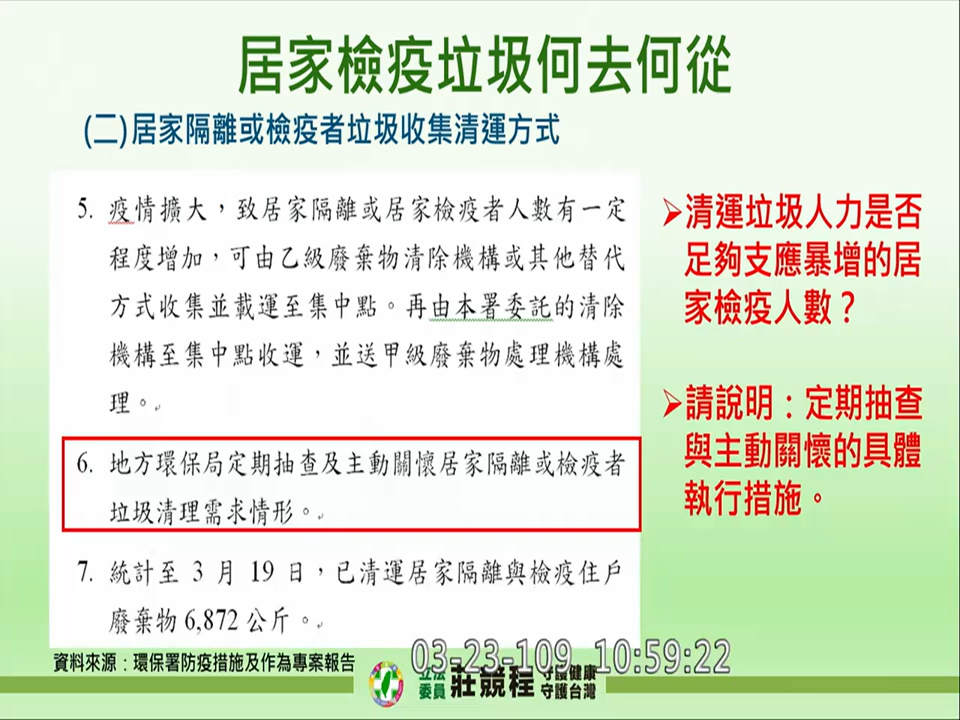 居家檢疫垃圾何去何從
(二)居家隔離或檢疫者垃圾收集清運方式
5. 疫情擴大，致居家隔離或居家檢疫者人數有一定
程度增加，可由乙級廢棄物清除機構或其他替代
方式收集並載運至集中點。再由本署委託的清除
機構至集中點收運，並送甲級廢棄物處理機構處
理。
6. 地方環保局定期抽查及主動關懷居家隔離或檢疫者
垃圾清理需求情形。
7. 統計至 3 月 19 日，已清運居家隔離與檢疫住戶
廢棄物 6,872 公斤。
➢清運垃圾人力是否
足夠支應暴增的居
家檢疫人數？
➢請說明：定期抽查
與主動關懷的具體
執行措施。
資料來源：環保署防疫措施及作為專案報告
03-23-109 10:59:22
立法
委員 莊競程 守護健康
守護台灣